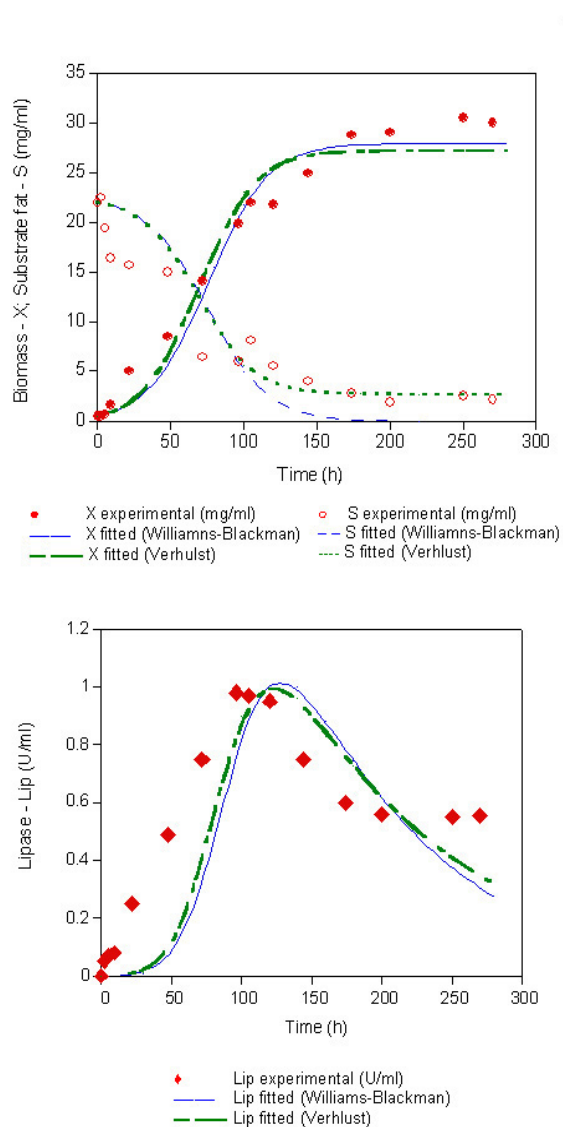 Biomass - X; Substrate fat - S (mg/ml)
35
30
25
20
15
10
5
0
0 50 100 150 200 250 300
Time (h)
X experimental (mg/ml) S experimental (mg/ml)
X fitted (Williamns-Blackman) S fitted (Williamns-Blackman)
X fitted (Verhulst) S fitted (Verhlust)
Lipase - Lip (U/ml)
1.2
1
0.8
0.6
0.4
0.2
0
0 50 100 150 200 250 300
Time (h)
Lip experimental (U/ml)
Lip fitted (Williams-Blackman)
Lip fitted (Verhlust)